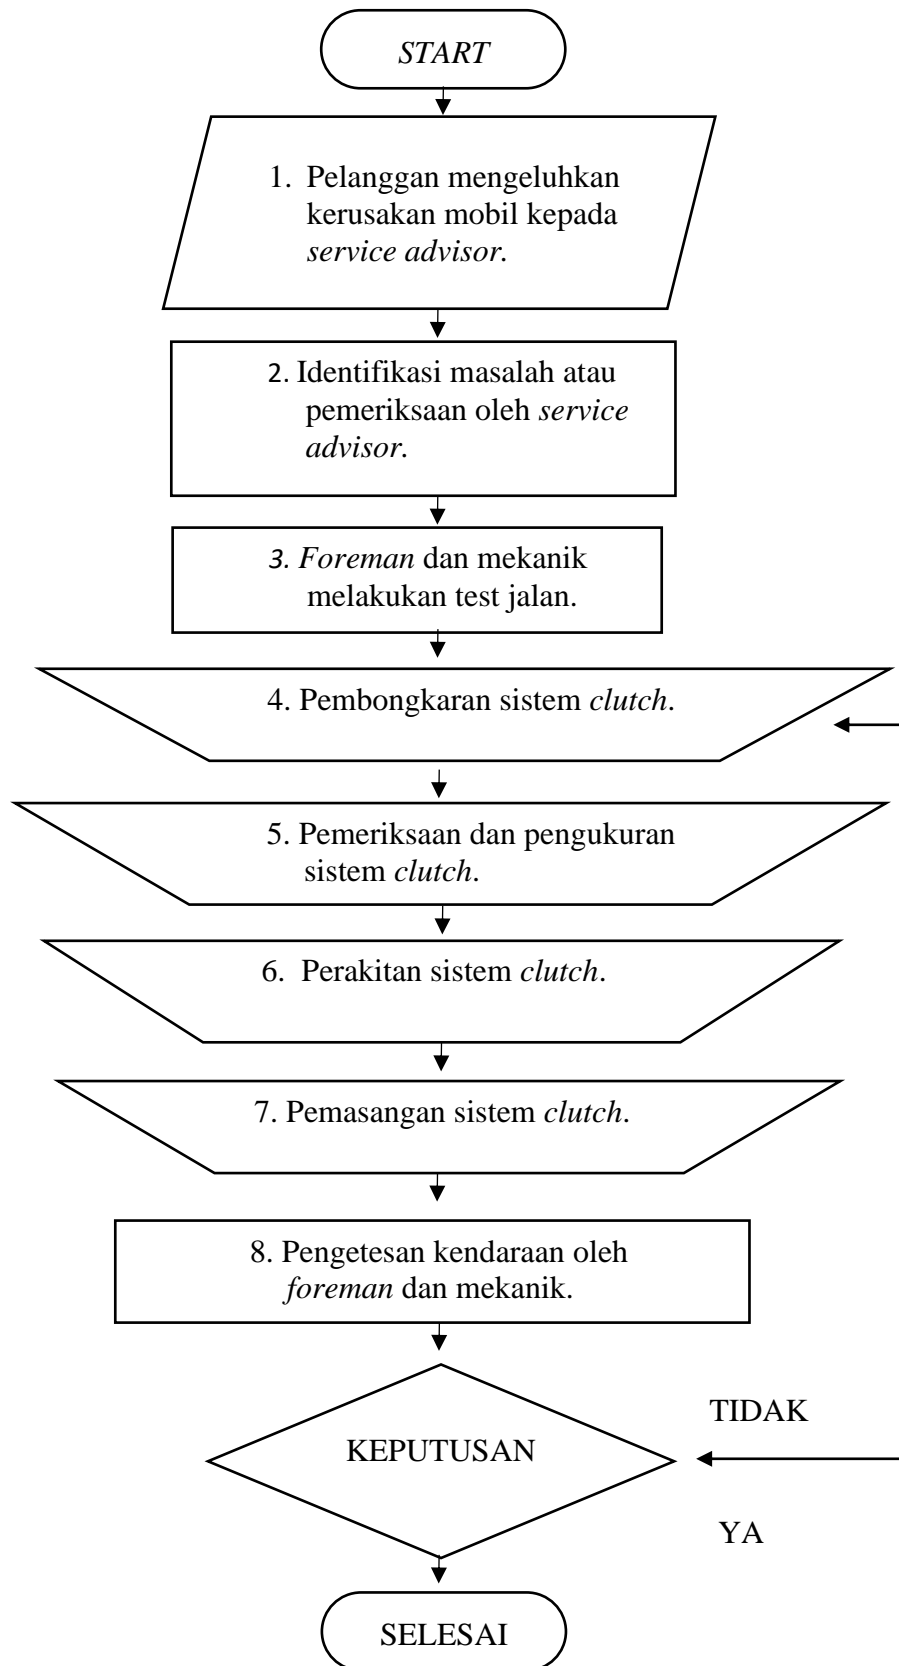 START
1. Pelanggan mengeluhkan
kerusakan mobil kepada
service advisor.
2. Identifikasi masalah atau
pemeriksaan oleh service
advisor.
3. Foreman dan mekanik
melakukan test jalan.
4. Pembongkaran sistem clutch.
5. Pemeriksaan dan pengukuran
sistem clutch.
6. Perakitan sistem clutch.
7. Pemasangan sistem clutch.
8. Pengetesan kendaraan oleh
foreman dan mekanik.
TIDAK
KEPUTUSAN
YA
SELESAI